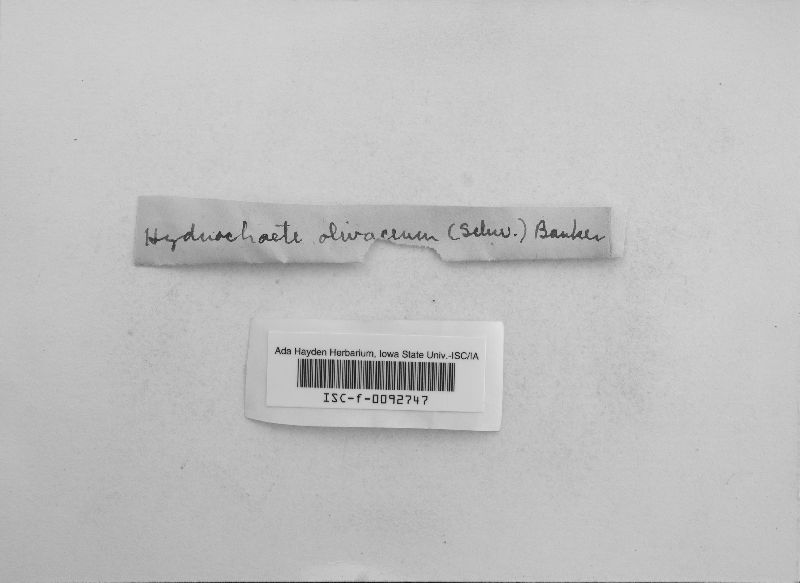 Hydnochaete olivaceum (Schw.) Banker
Ada Hayden Herbarium, Iowa State Univ.-ISC/IA
ISC-f-0092747